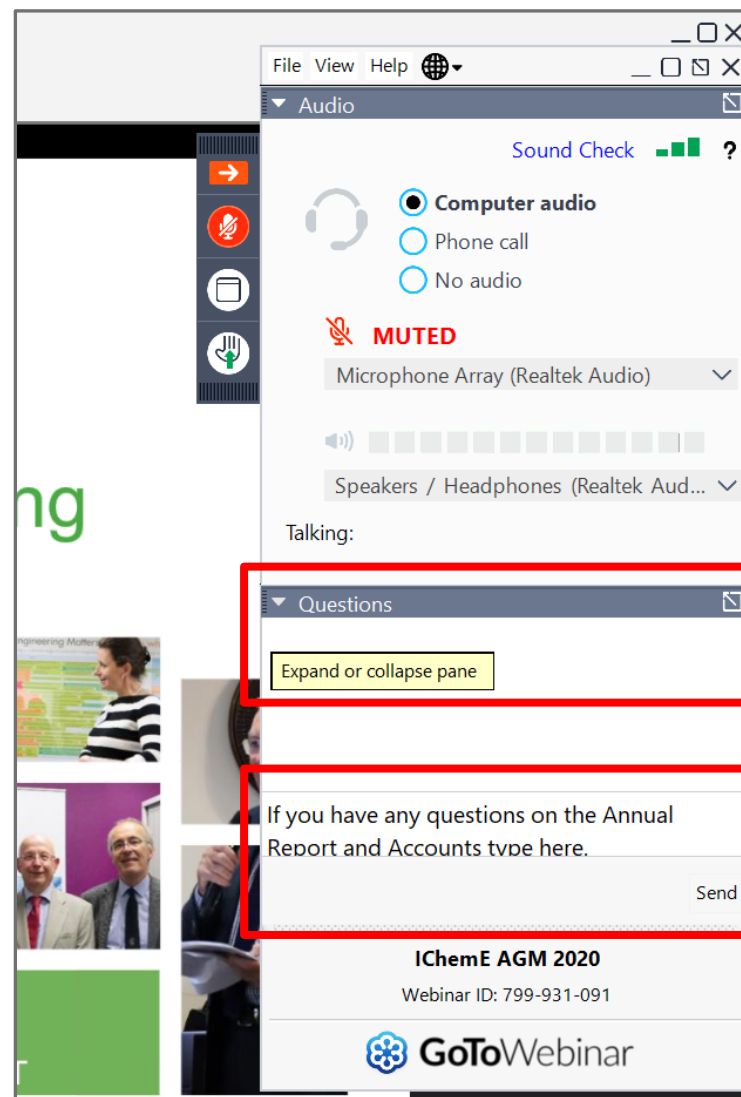 File View Help
Audio
Sound Check ?
Computer audio
Phone call
No audio
MUTED
Microphone Array (Realtek Audio)
Speakers / Headphones (Realtek Aud...
Talking:
ng
Questions
Expand or collapse pane
ngineering Matters
If you have any questions on the Annual
Report and Accounts type here.
Send
IChemE AGM 2020
Webinar ID: 799-931-091
GoToWebinar
T